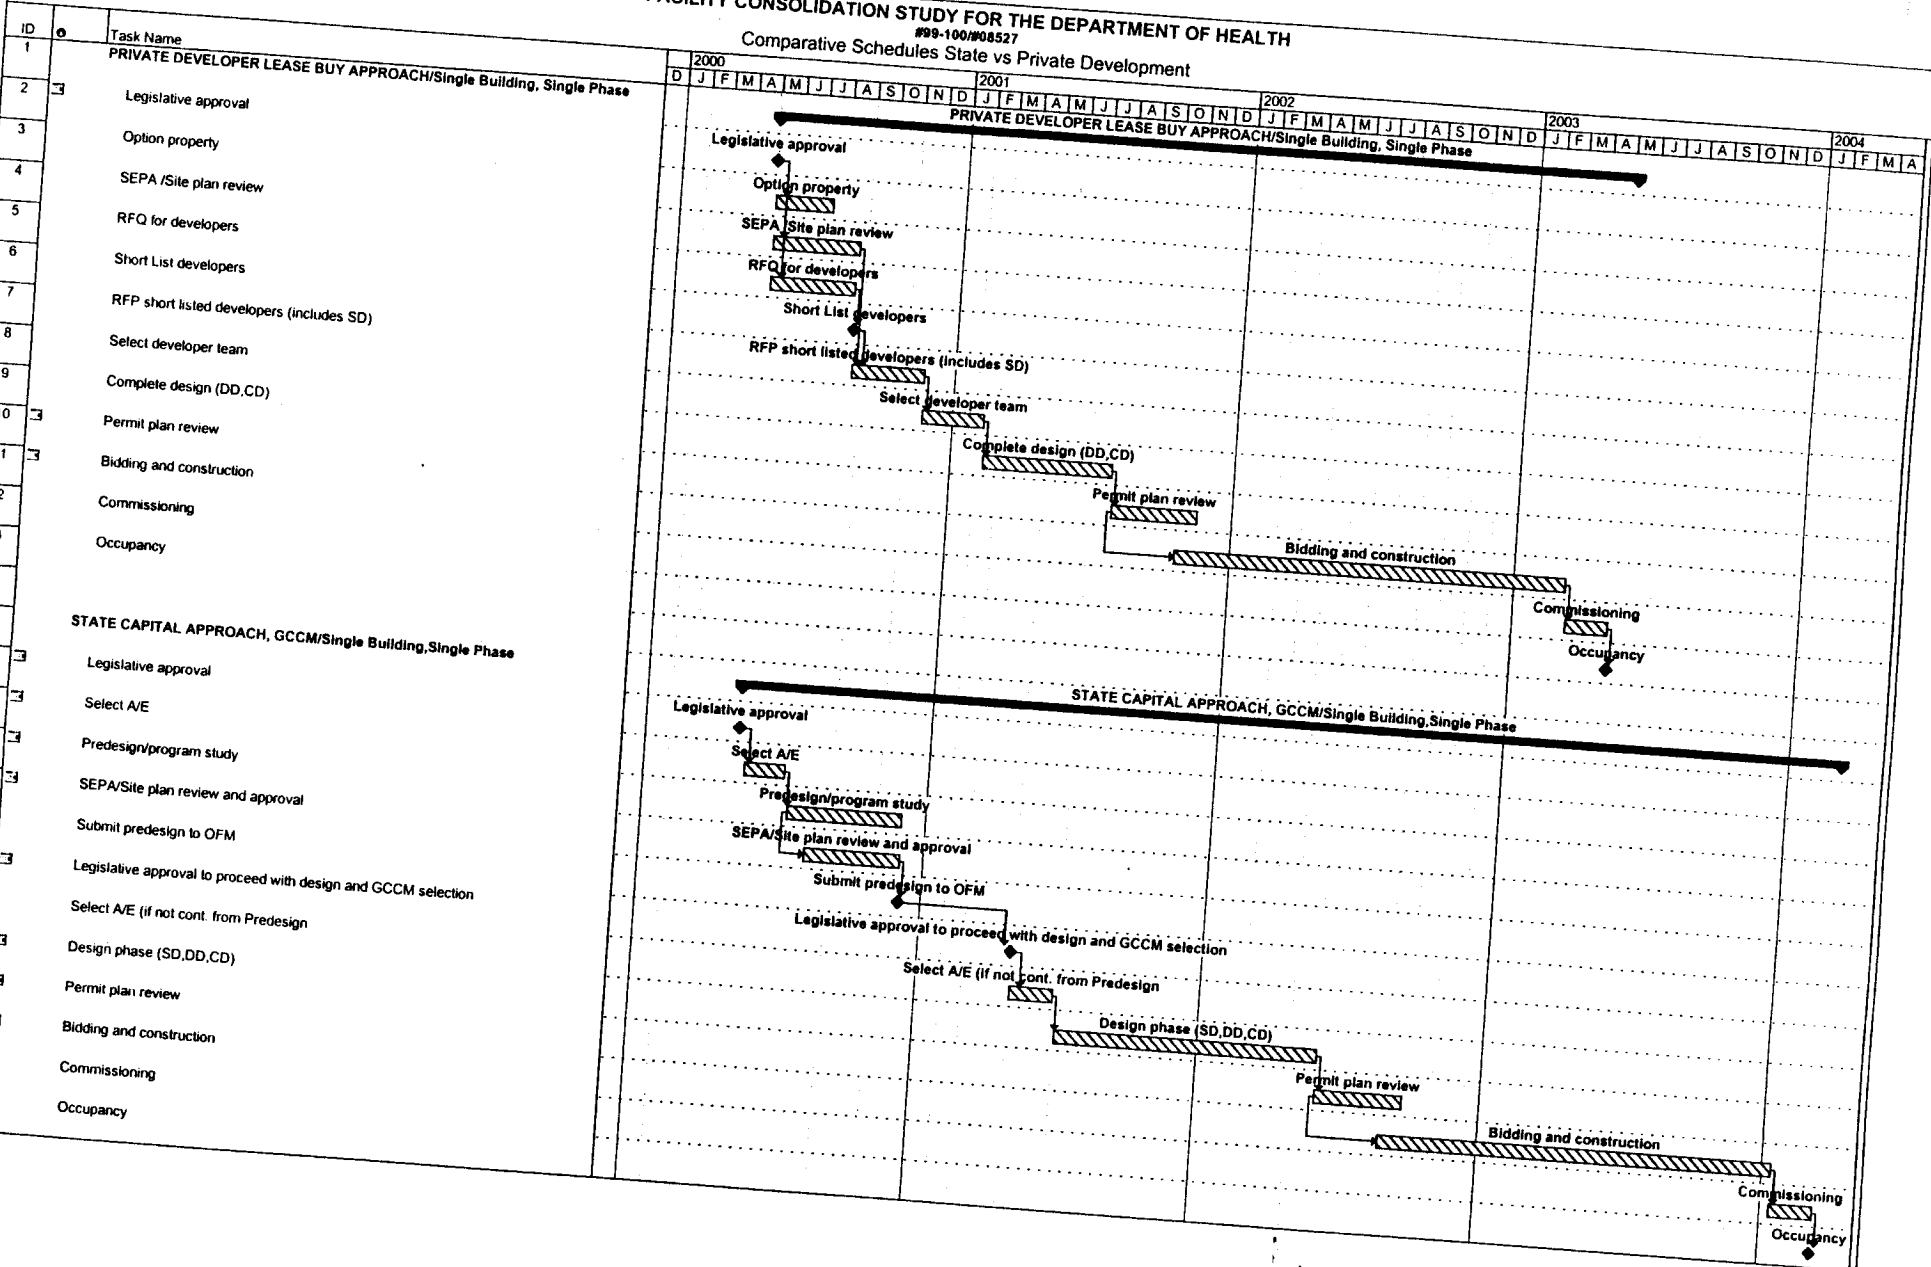 FACILITY CONSOLIDATION STUDY FOR THE DEPARTMENT OF HEALTH
#99-100/#08527
Comparative Schedules State vs Private Development
ID Task Name
2000 2001 2002 2003 2004
D J F M A M J J A S O N D J F M A M J J A S O N D J F M A M J J A S O N D J F M A M J J A S O N D J F M A
1 PRIVATE DEVELOPER LEASE BUY APPROACH/Single Building, Single Phase
2 Legislative approval
3 Option property
4 SEPA /Site plan review
5 RFQ for developers
6 Short List developers
7 RFP short listed developers (includes SD)
8 Select developer team
9 Complete design (DD,CD)
0 Permit plan review
1 Bidding and construction
2 Commissioning
Occupancy
STATE CAPITAL APPROACH, GCCM/Single Building,Single Phase
Legislative approval
Select A/E
Predesign/program study
SEPA/Site plan review and approval
Submit predesign to OFM
Legislative approval to proceed with design and GCCM selection
Select A/E (if not cont. from Predesign
Design phase (SD,DD,CD)
Permit plan review
Bidding and construction
Commissioning
Occupancy
PRIVATE DEVELOPER LEASE BUY APPROACH/Single Building, Single Phase
Legislative approval
Option property
SEPA /Site plan review
RFQ for developers
Short List developers
RFP short listed developers (includes SD)
Select developer team
Complete design (DD,CD)
Permit plan review
Bidding and construction
Commissioning
Occupancy
STATE CAPITAL APPROACH, GCCM/Single Building,Single Phase
Legislative approval
Select A/E
Predesign/program study
SEPA/Site plan review and approval
Submit predesign to OFM
Legislative approval to proceed with design and GCCM selection
Select A/E (if not cont. from Predesign
Design phase (SD,DD,CD)
Permit plan review
Bidding and construction
Commissioning
Occupancy